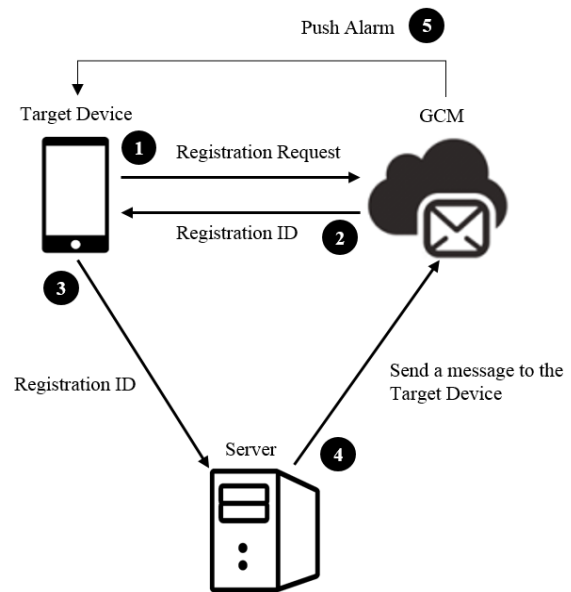 Push Alarm 5
Target Device
GCM
1
Registration Request
Registration ID
2
3
Registration ID
Send a message to the
Target Device
Server
4